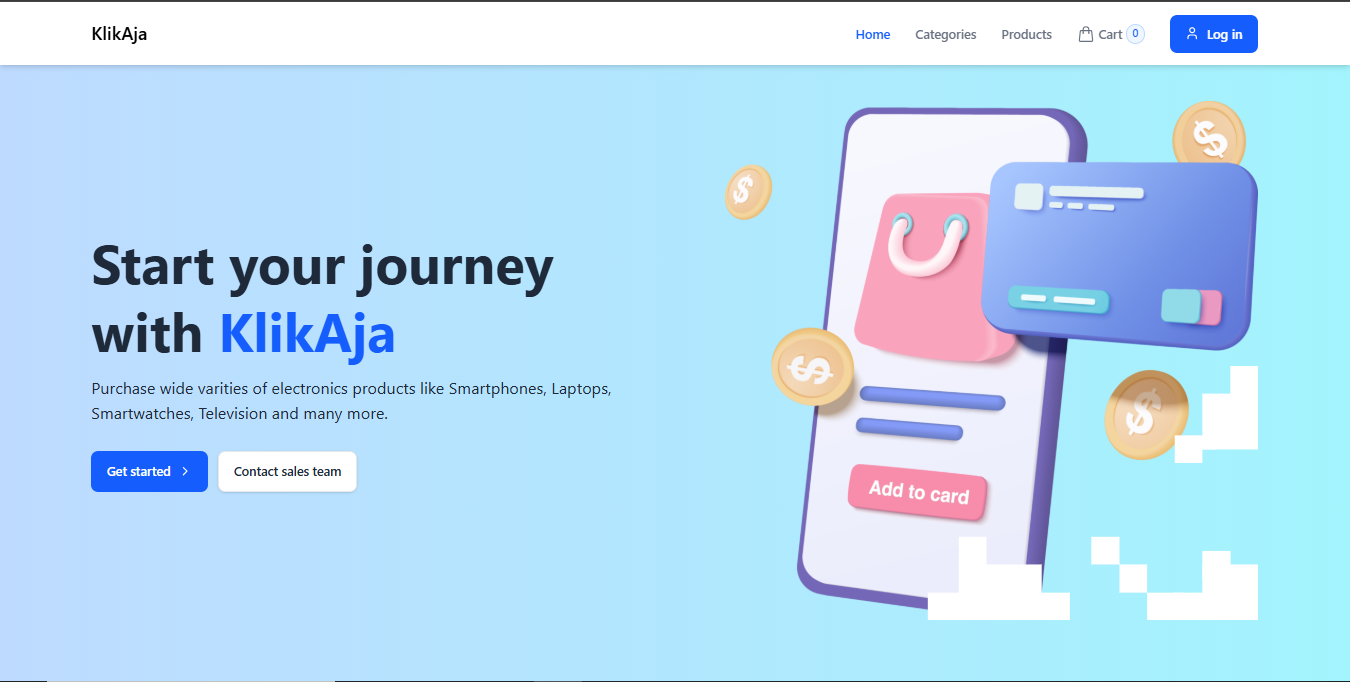 KlikAja
Home
Categories
Products
Cart 0
Log in
Start your journey
with KlikAja
Purchase wide varities of electronics products like Smartphones, Laptops,
Smartwatches, Television and many more.
Get started
Contact sales team
$
$
$
$
Add to card